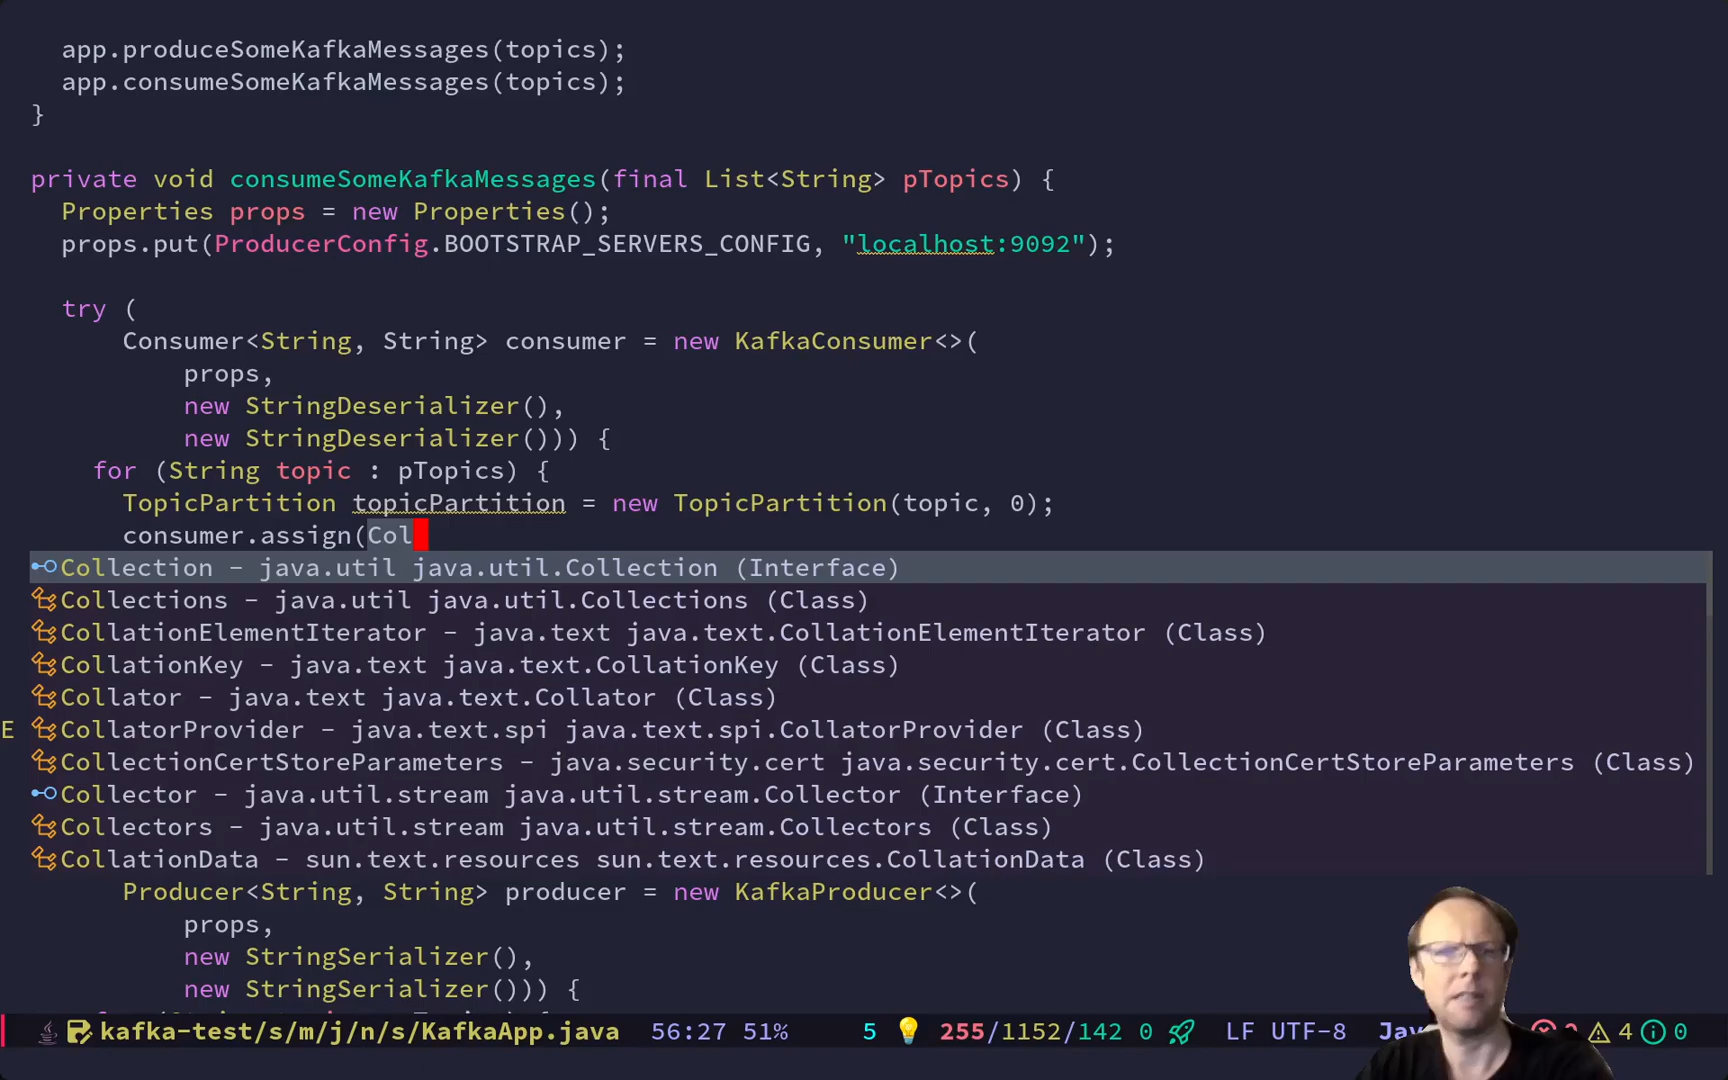 app.produceSomeKafkaMessages(topics);
app.consumeSomeKafkaMessages(topics);
}
private void consumeSomeKafkaMessages(final List<String> pTopics) {
Properties props = new Properties();
props.put(ProducerConfig.BOOTSTRAP_SERVERS_CONFIG, "localhost:9092");
try (
Consumer<String, String> consumer = new KafkaConsumer<>(
props,
new StringDeserializer(),
new StringDeserializer())) {
for (String topic : pTopics) {
TopicPartition topicPartition = new TopicPartition(topic, 0);
consumer.assign(Col
Collection – java.util java.util.Collection (Interface)
Collections – java.util java.util.Collections (Class)
CollationElementIterator – java.text java.text.CollationElementIterator (Class)
CollationKey – java.text java.text.CollationKey (Class)
Collator – java.text java.text.Collator (Class)
E CollatorProvider – java.text.spi java.text.spi.CollatorProvider (Class)
CollectionCertStoreParameters – java.security.cert java.security.cert.CollectionCertStoreParameters (Class)
Collector – java.util.stream java.util.stream.Collector (Interface)
Collectors – java.util.stream java.util.stream.Collectors (Class)
CollationData – sun.text.resources sun.text.resources.CollationData (Class)
Producer<String, String> producer = new KafkaProducer<>(
props,
new StringSerializer(),
new StringSerializer())) {
kafka-test/s/m/j/n/s/KafkaApp.java 56:27 51% 5 255/1152/142 0 LF UTF-8 4 0